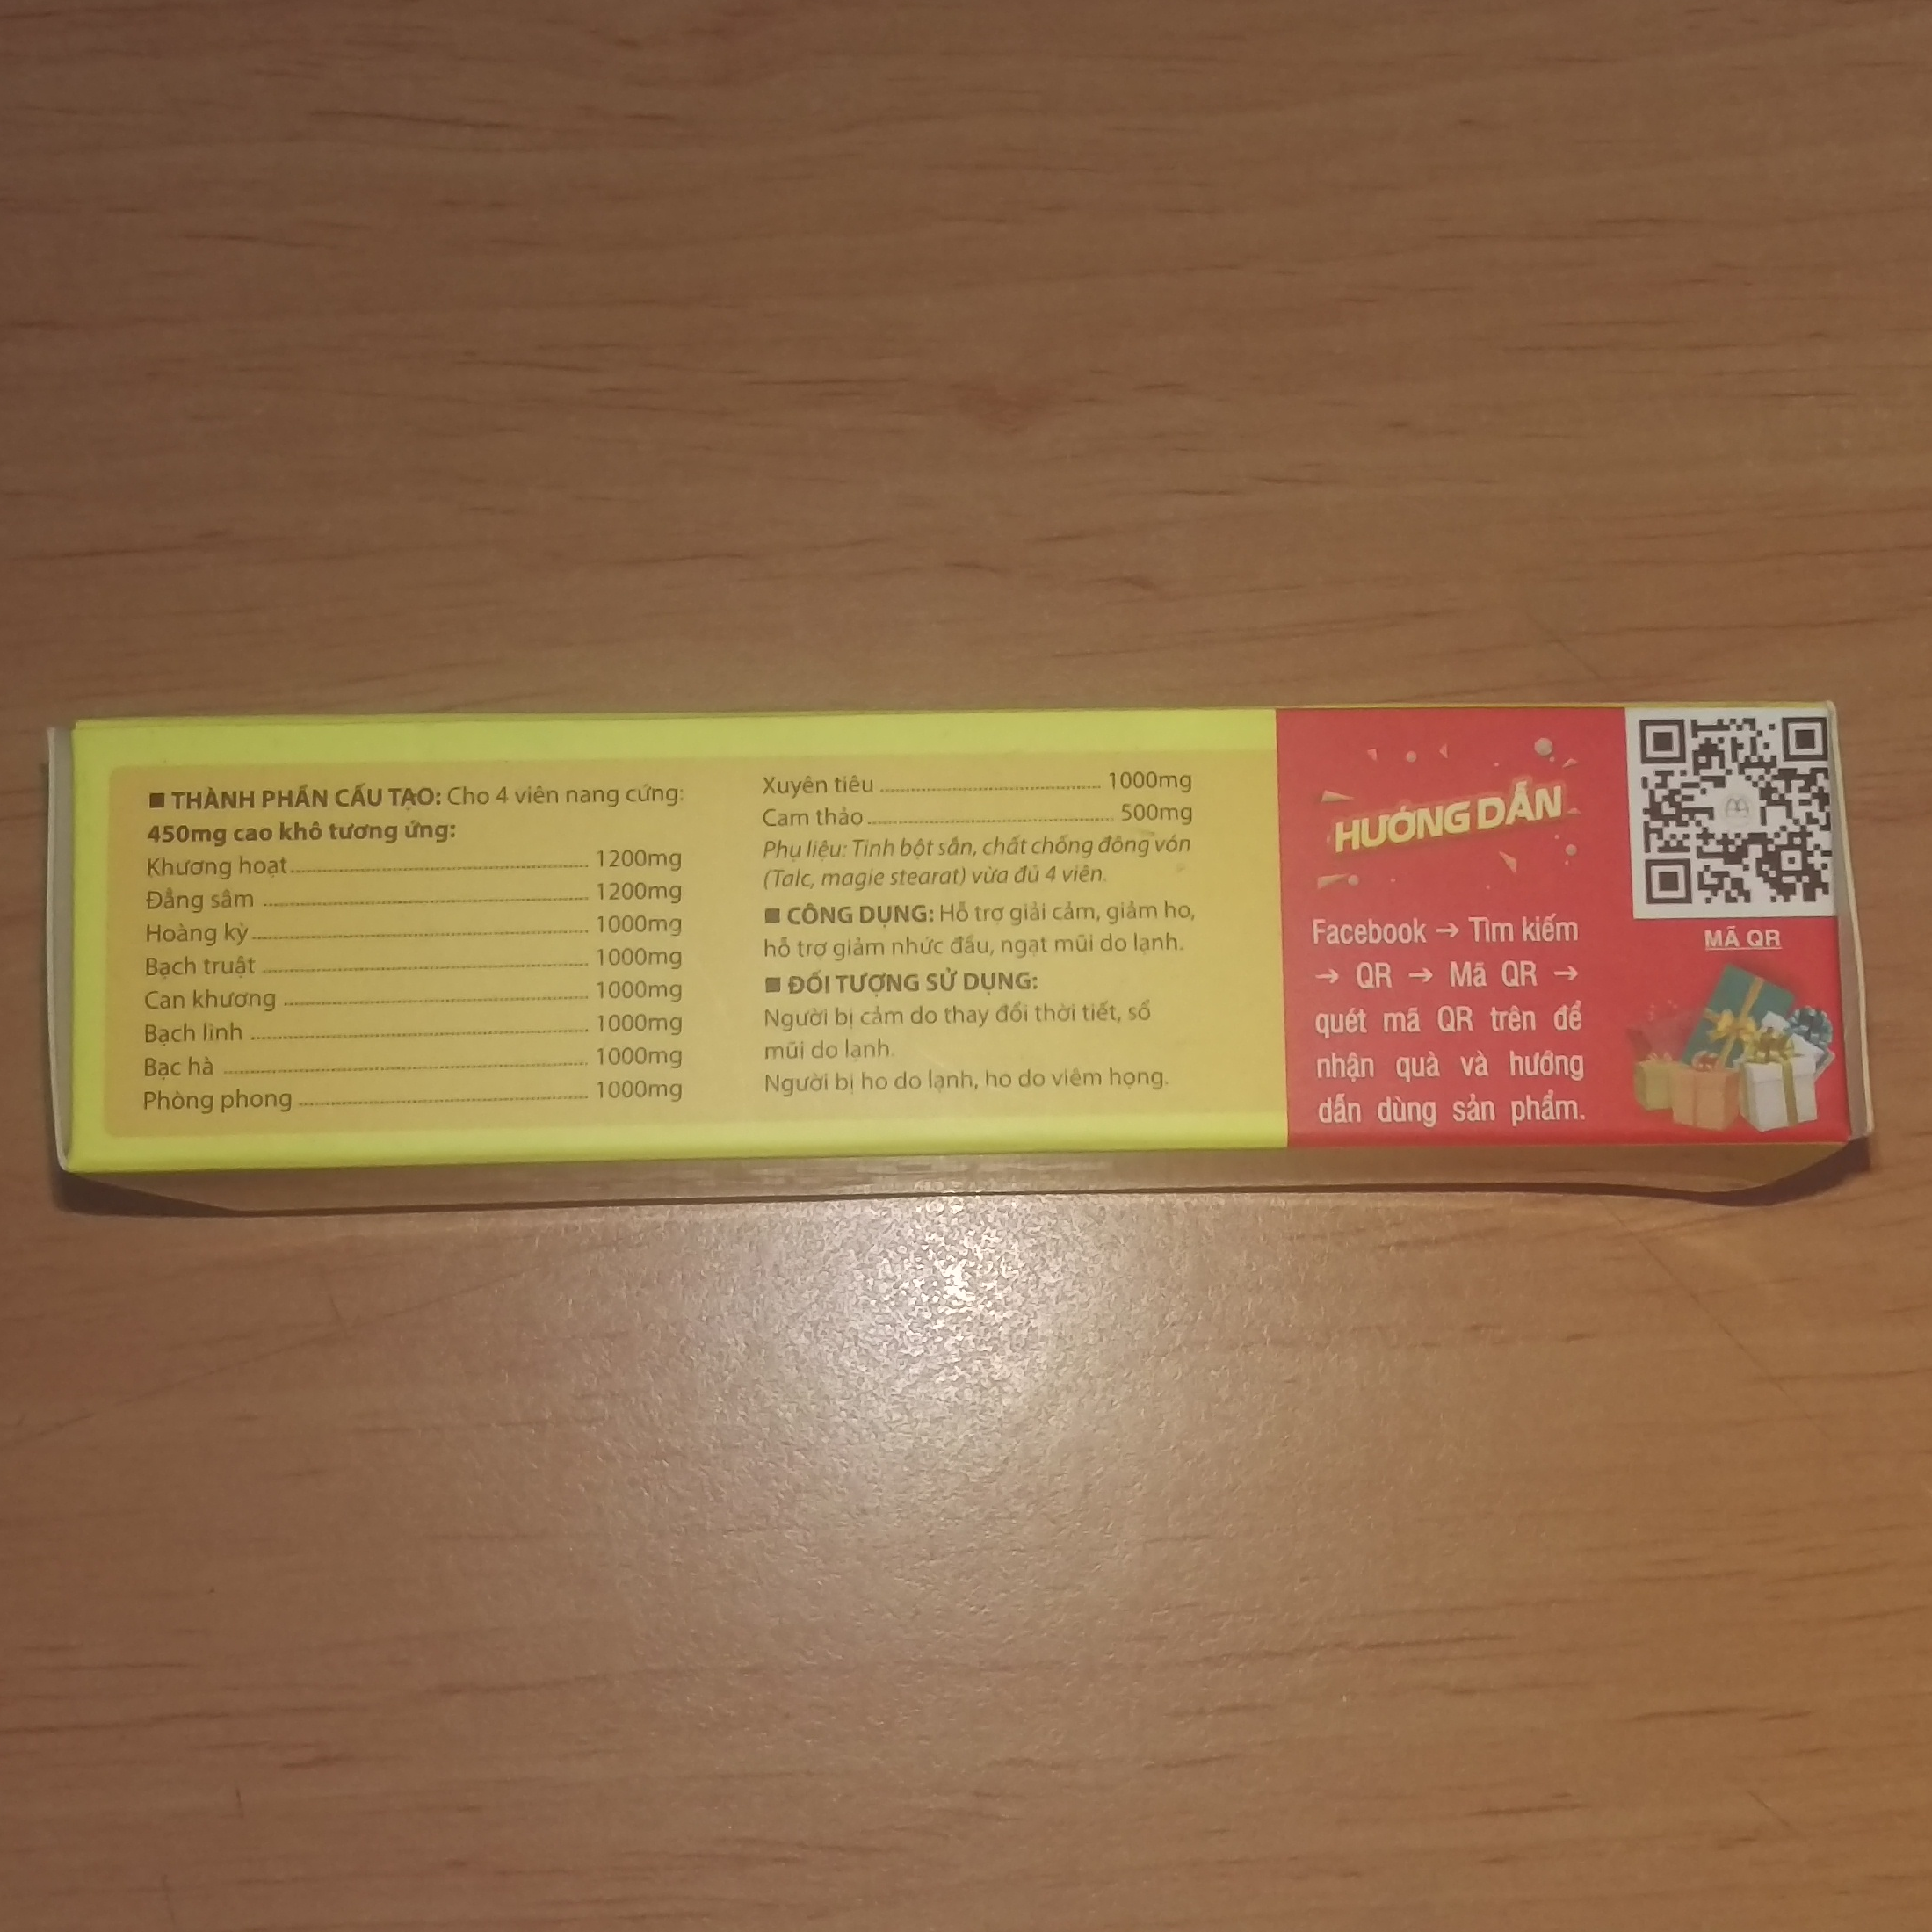 ■ THÀNH PHẦN CẤU TẠO: Cho 4 viên nang cứng:
450mg cao khô tương ứng:
Khương hoạt 1200mg
Đẳng sâm 1200mg
Hoàng kỳ 1000mg
Bạch truật 1000mg
Can khương 1000mg
Bạch linh 1000mg
Bạc hà 1000mg
Phòng phong 1000mg
Xuyên tiêu 1000mg
Cam thảo 500mg
Phụ liệu: Tinh bột sắn, chất chống đông vón
(Talc, magie stearat) vừa đủ 4 viên.
■ CÔNG DỤNG: Hỗ trợ giải cảm, giảm ho,
hỗ trợ giảm nhức đầu, ngạt mũi do lạnh.
■ ĐỐI TƯỢNG SỬ DỤNG:
Người bị cảm do thay đổi thời tiết, sổ
mũi do lạnh.
Người bị ho do lạnh, ho do viêm họng.
HƯỚNG DẪN
Facebook → Tìm kiếm
→ QR → Mã QR →
quét mã QR trên để
nhận quà và hướng
dẫn dùng sản phẩm.
MÃ QR